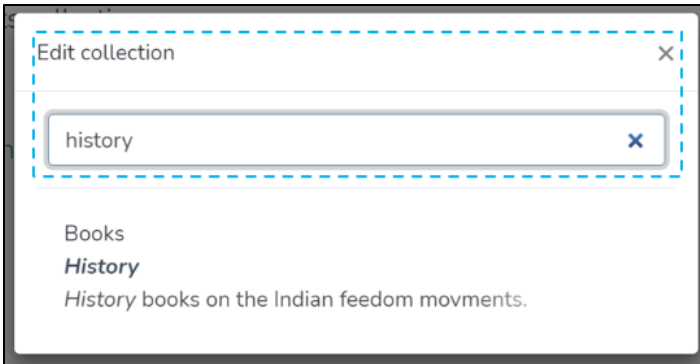 Edit collection
history
Books
History
History books on the Indian feedom movments.